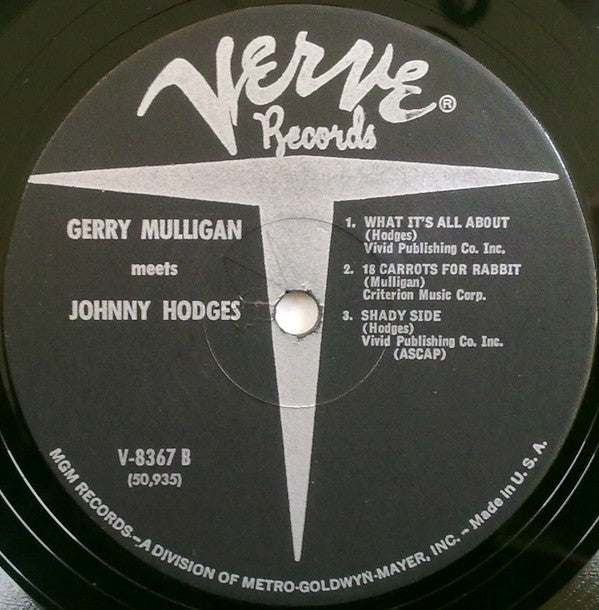 VERVE®
Records
GERRY MULLIGAN
meets
JOHNNY HODGES
1. WHAT IT'S ALL ABOUT
(Hodges)
Vivid Publishing Co. Inc.
2. 18 CARROTS FOR RABBIT
(Mulligan)
Criterion Music Corp.
3. SHADY SIDE
(Hodges)
Vivid Publishing Co. Inc.
(ASCAP)
V-8367 B
(50,935)
MGM RECORDS—A DIVISION OF METRO-GOLDWYN-MAYER, INC. – Made in U. S. A.